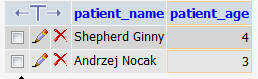 patient_name patient_age
Shepherd Ginny 4
Andrzej Nocak 3